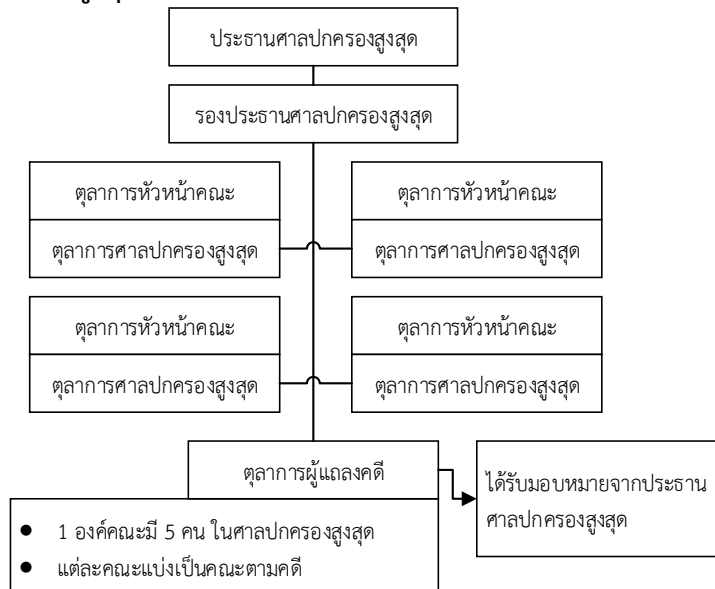 ประธานศาลปกครองสูงสุด
รองประธานศาลปกครองสูงสุด
ตุลาการหัวหน้าคณะ
ตุลาการหัวหน้าคณะ
ตุลาการศาลปกครองสูงสุด
ตุลาการศาลปกครองสูงสุด
ตุลาการหัวหน้าคณะ
ตุลาการหัวหน้าคณะ
ตุลาการศาลปกครองสูงสุด
ตุลาการศาลปกครองสูงสุด
ตุลาการผู้แถลงคดี
ได้รับมอบหมายจากประธาน
ศาลปกครองสูงสุด
● 1 องค์คณะมี 5 คน ในศาลปกครองสูงสุด
● แต่ละคณะแบ่งเป็นคณะตามคดี